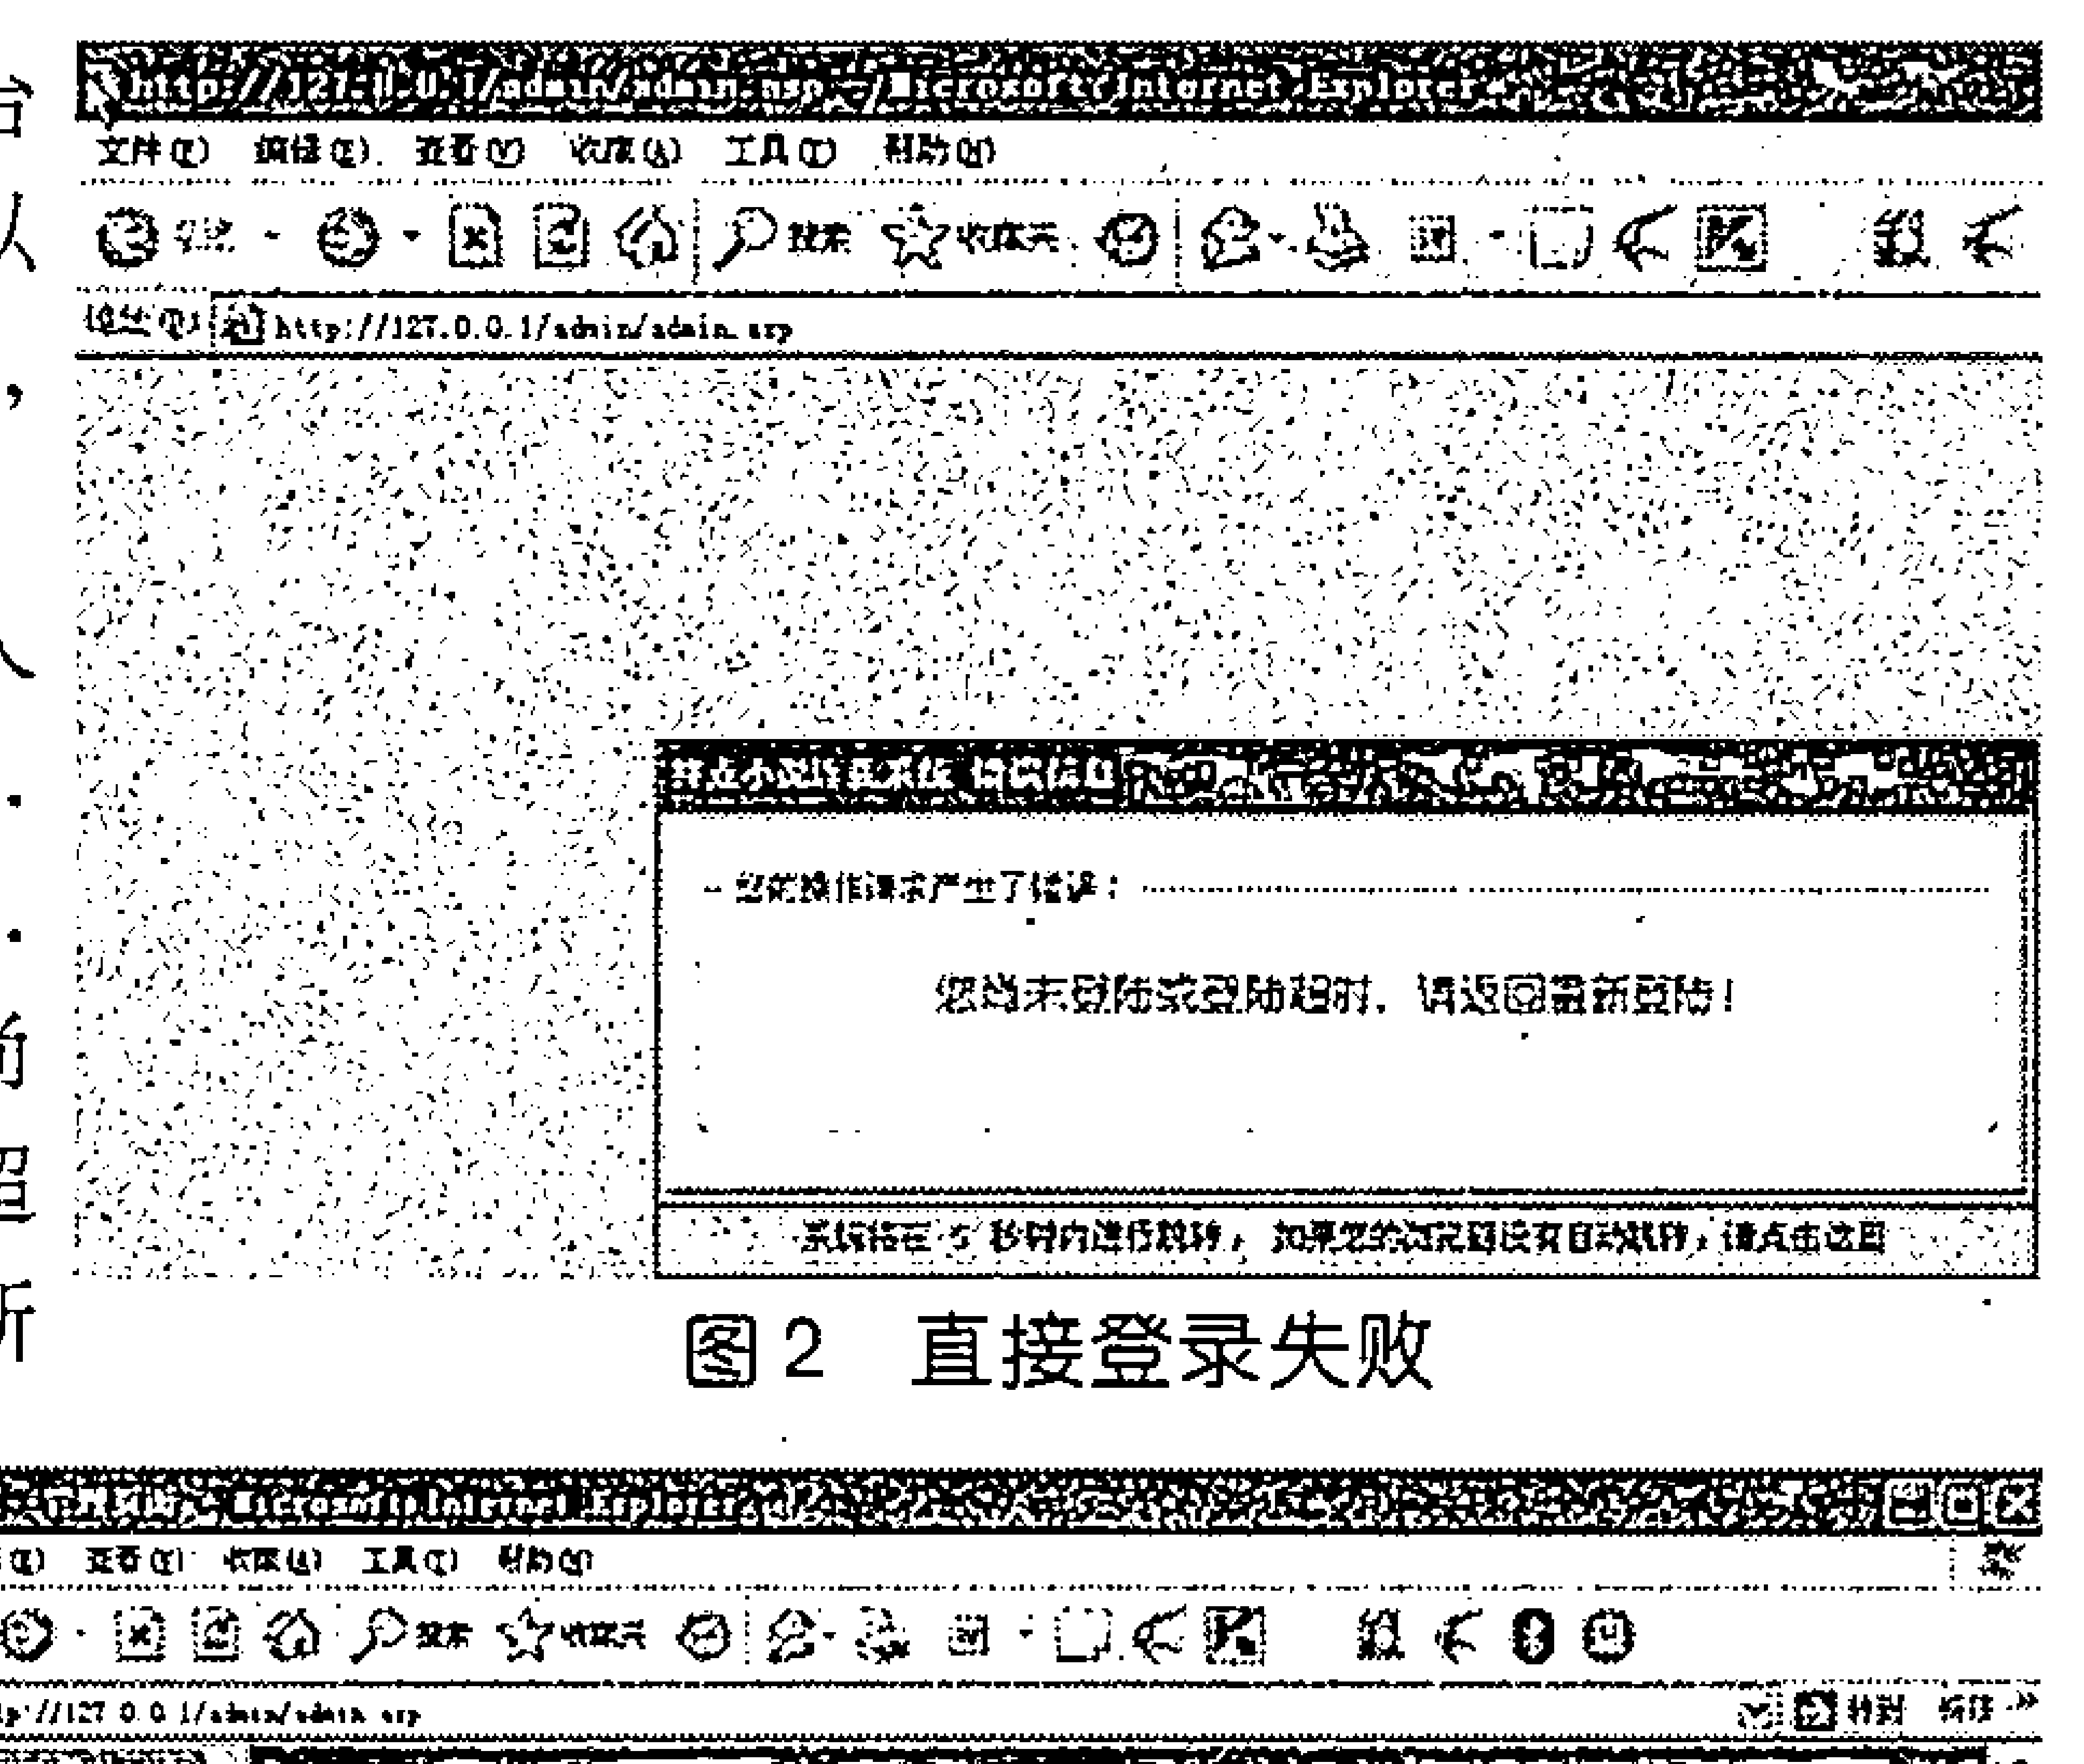 http://127.0.0.1/admin/admin.asp - Microsoft Internet Explorer
文件(F) 编辑(E) 查看(V) 收藏(A) 工具(T) 帮助(H)
搜索 收藏夹
地址(D) http://127.0.0.1/admin/admin.asp
您的操作请求产生了错误:
您尚未登陆或登陆超时，请返回重新登陆!
系统将在 5 秒钟内进行跳转，如果您的浏览器没有自动跳转，请点击这里
图2 直接登录失败
Microsoft Internet Explorer
(E) 查看(V) 收藏(A) 工具(T) 帮助(H)
搜索 收藏夹
tp://127.0.0.1/admin/admin.asp 转到 链接 »